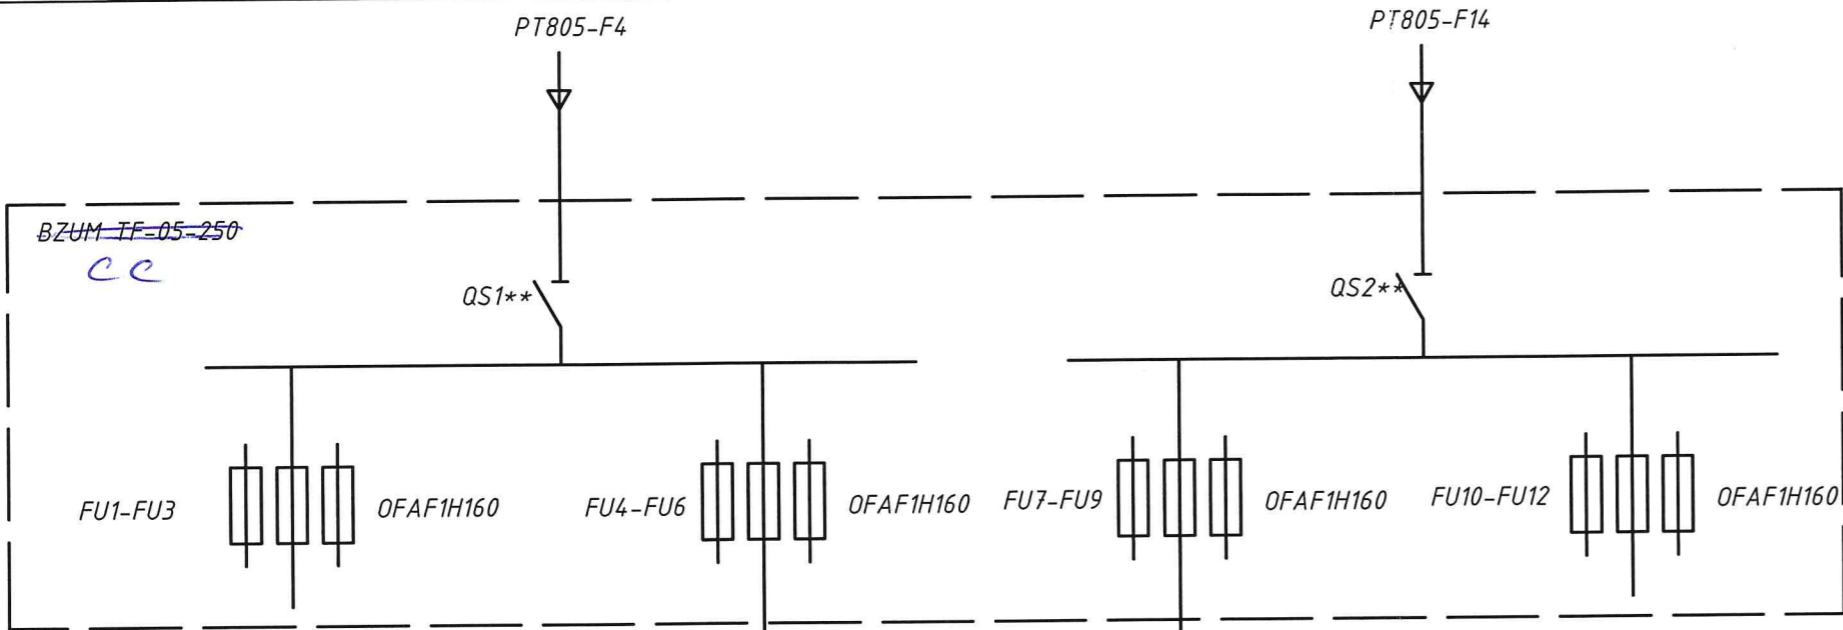 PT805-F4
PT805-F14
BZUM TF-05-250
CC
QS1**
QS2**
FU1-FU3
OFAF1H160
FU4-FU6
OFAF1H160
FU7-FU9
OFAF1H160
FU10-FU12
OFAF1H160